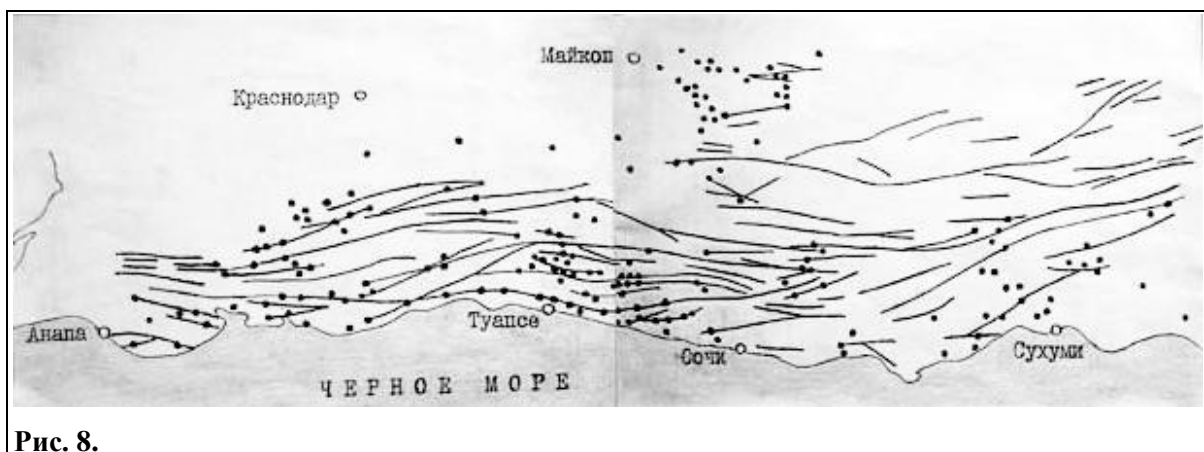 Майкоп
Краснодар
Анапа
Туапсе
Сочи
Сухуми
ЧЕРНОЕ МОРЕ
Рис. 8.